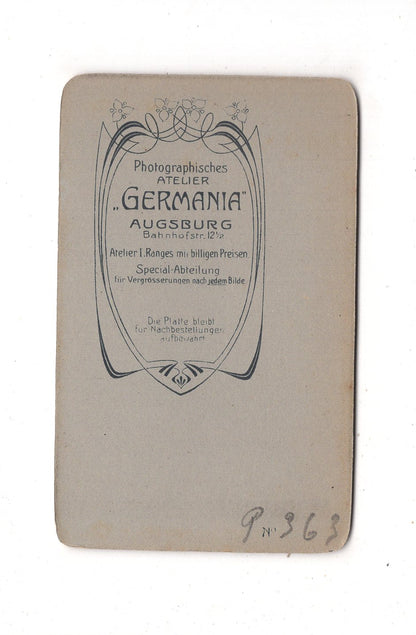 Photographisches
ATELIER
„GERMANIA"
AUGSBURG
Bahnhofstr. 12½
Atelier I. Ranges mit billigen Preisen.
Special-Abteilung
für Vergrösserungen nach jedem Bilde.
Die Platte bleibt
für Nachbestellungen
aufbewahrt
P. 363
No